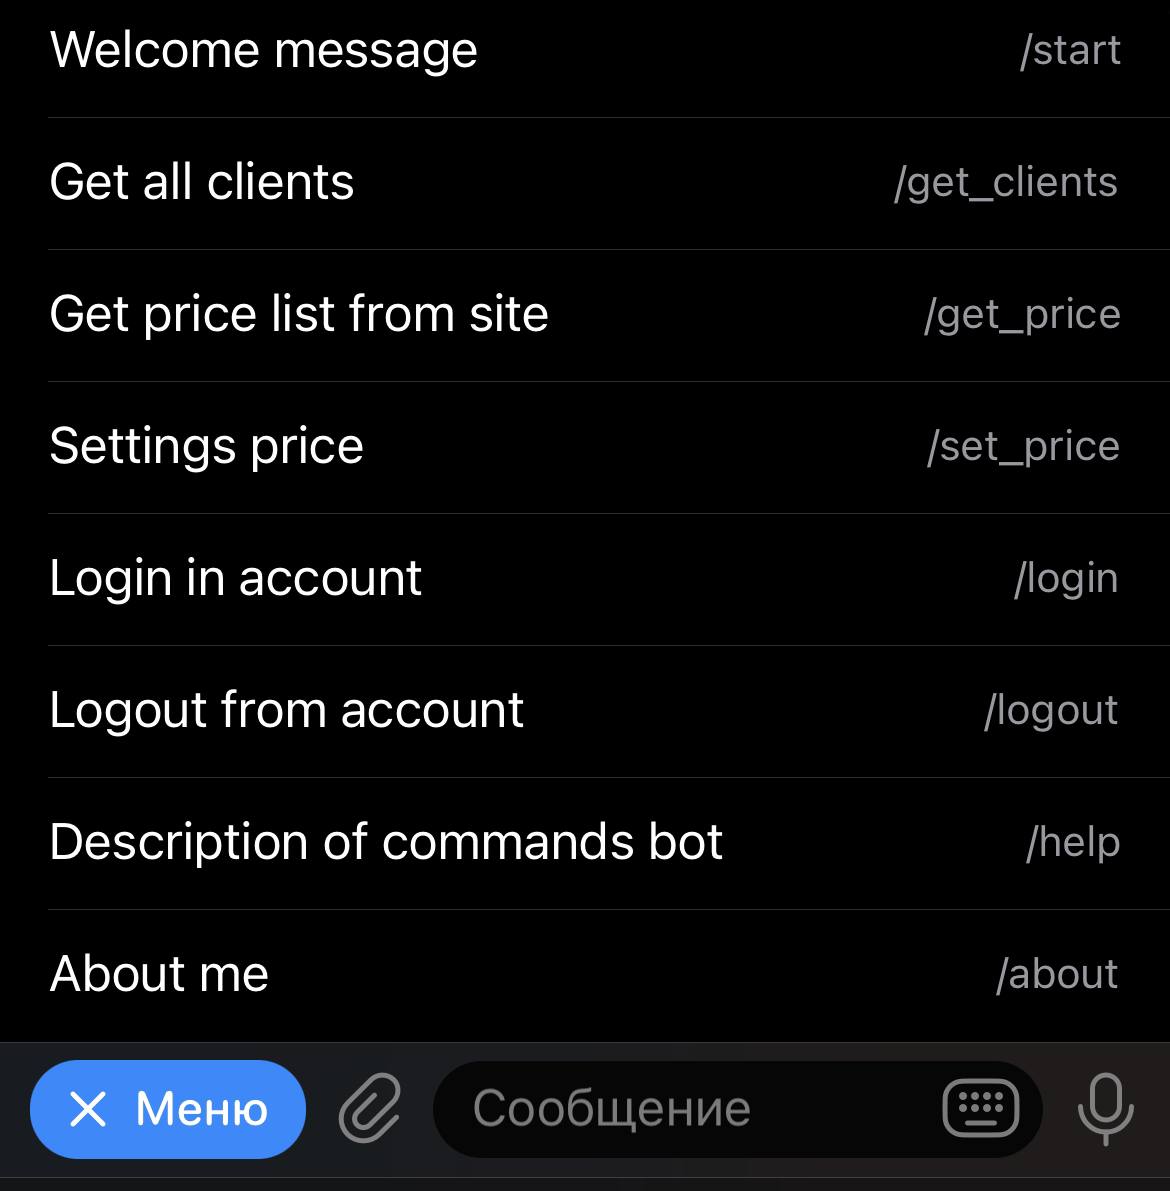 Welcome message /start
Get all clients /get_clients
Get price list from site /get_price
Settings price /set_price
Login in account /login
Logout from account /logout
Description of commands bot /help
About me /about
Меню Сообщение